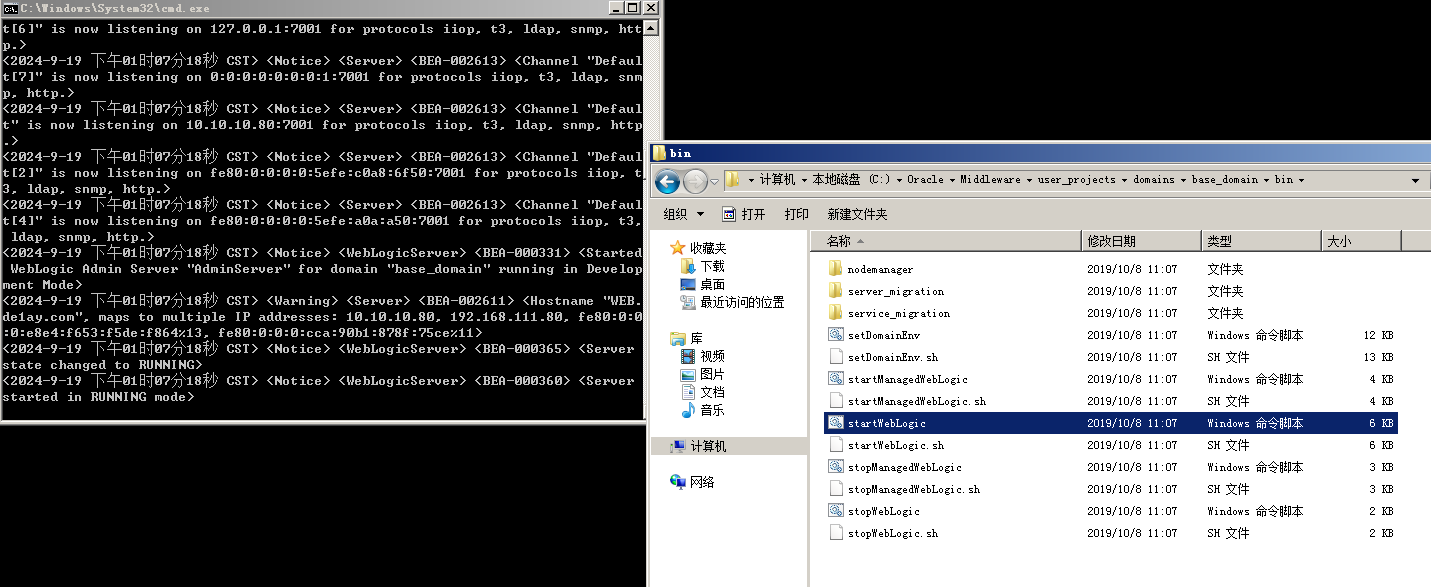 C:\Windows\System32\cmd.exe
t[6]" is now listening on 127.0.0.1:7001 for protocols iiop, t3, ldap, snmp, htt
p.>
<2024-9-19 下午01时07分18秒 CST> <Notice> <Server> <BEA-002613> <Channel "Defaul
t[7]" is now listening on 0:0:0:0:0:0:0:1:7001 for protocols iiop, t3, ldap, snm
p, http.>
<2024-9-19 下午01时07分18秒 CST> <Notice> <Server> <BEA-002613> <Channel "Defaul
t" is now listening on 10.10.10.80:7001 for protocols iiop, t3, ldap, snmp, http
.>
<2024-9-19 下午01时07分18秒 CST> <Notice> <Server> <BEA-002613> <Channel "Defaul
t[2]" is now listening on fe80:0:0:0:0:5efe:c0a8:6f50:7001 for protocols iiop, t
3, ldap, snmp, http.>
<2024-9-19 下午01时07分18秒 CST> <Notice> <Server> <BEA-002613> <Channel "Defaul
t[4]" is now listening on fe80:0:0:0:0:5efe:a0a:a50:7001 for protocols iiop, t3,
 ldap, snmp, http.>
<2024-9-19 下午01时07分18秒 CST> <Notice> <WebLogicServer> <BEA-000331> <Started
 WebLogic Admin Server "AdminServer" for domain "base_domain" running in Develop
ment Mode>
<2024-9-19 下午01时07分18秒 CST> <Warning> <Server> <BEA-002611> <Hostname "WEB.
de1ay.com", maps to multiple IP addresses: 10.10.10.80, 192.168.111.80, fe80:0:0
:0:e8e4:f653:f5de:f864%13, fe80:0:0:0:cca:90b1:878f:75ce%11>
<2024-9-19 下午01时07分18秒 CST> <Notice> <WebLogicServer> <BEA-000365> <Server
state changed to RUNNING>
<2024-9-19 下午01时07分18秒 CST> <Notice> <WebLogicServer> <BEA-000360> <Server
started in RUNNING mode>
bin
计算机 本地磁盘 (C:) Oracle Middleware user_projects domains base_domain bin
组织 打开 打印 新建文件夹
收藏夹
下载
桌面
最近访问的位置
库
视频
图片
文档
音乐
计算机
网络
名称 修改日期 类型 大小
nodemanager 2019/10/8 11:07 文件夹
server_migration 2019/10/8 11:07 文件夹
service_migration 2019/10/8 11:07 文件夹
setDomainEnv 2019/10/8 11:07 Windows 命令脚本 12 KB
setDomainEnv.sh 2019/10/8 11:07 SH 文件 13 KB
startManagedWebLogic 2019/10/8 11:07 Windows 命令脚本 4 KB
startManagedWebLogic.sh 2019/10/8 11:07 SH 文件 4 KB
startWebLogic 2019/10/8 11:07 Windows 命令脚本 6 KB
startWebLogic.sh 2019/10/8 11:07 SH 文件 6 KB
stopManagedWebLogic 2019/10/8 11:07 Windows 命令脚本 3 KB
stopManagedWebLogic.sh 2019/10/8 11:07 SH 文件 3 KB
stopWebLogic 2019/10/8 11:07 Windows 命令脚本 2 KB
stopWebLogic.sh 2019/10/8 11:07 SH 文件 2 KB